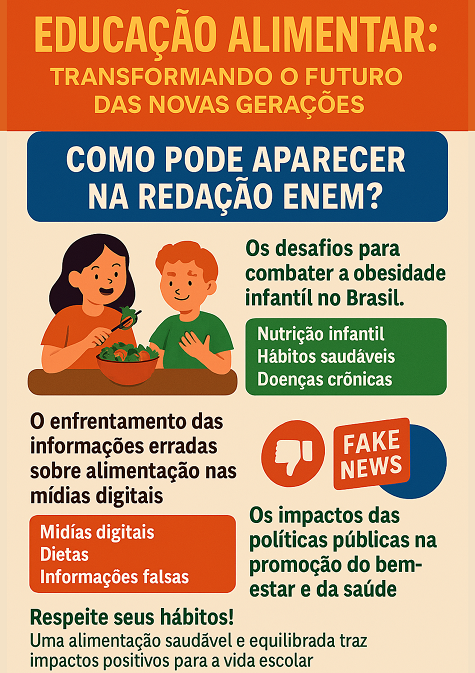 EDUCAÇÃO ALIMENTAR:
TRANSFORMANDO O FUTURO
DAS NOVAS GERAÇÕES
COMO PODE APARECER
NA REDAÇÃO ENEM?
Os desafios para
combater a obesidade
infantíl no Brasil.
Nutrição infantil
Hábitos saudáveis
Doenças crõnicas
O enfrentamento das
informações erradas
sobre alimentação nas
mídias digitais
FAKE
NEWS
Midías digitais
Dietas
Informações falsas
Os impactos das
políticas públicas na
promoção do bem-
estar e da saúde
Respeite seus hábitos!
Uma alimentação saudável e equilibrada traz
impactos positivos para a vida escolar